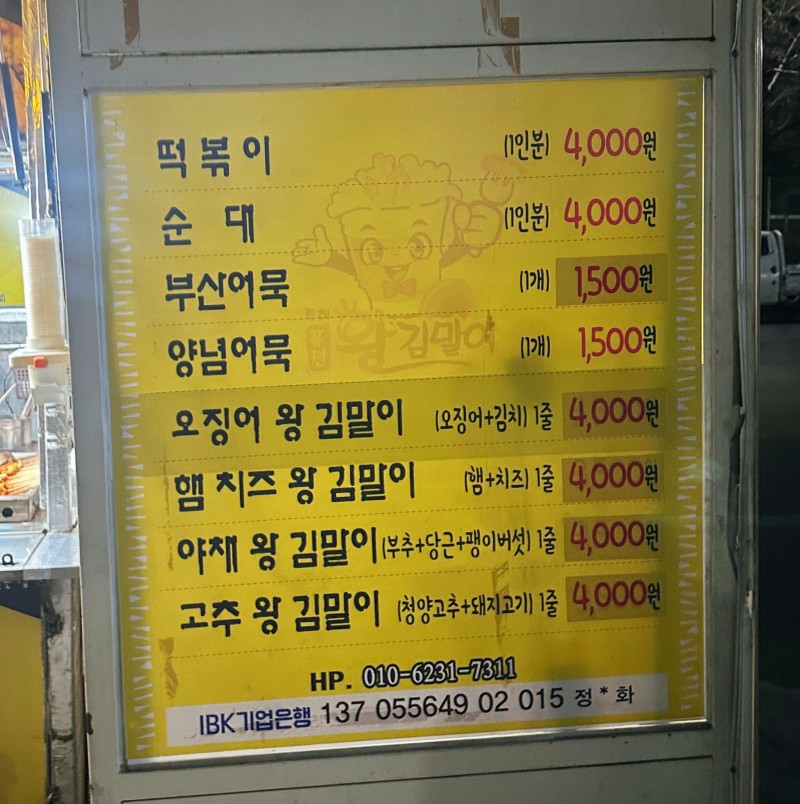 떡볶이 (1인분) 4,000원
순대 (1인분) 4,000원
부산어묵 (1개) 1,500원
양념어묵 (1개) 1,500원
왕김말이
오징어 왕 김말이 (오징어+김치) 1줄 4,000원
햄 치즈 왕 김말이 (햄+치즈) 1줄 4,000원
야채 왕 김말이 (부추+당근+팽이버섯) 1줄 4,000원
고추 왕 김말이 (청양고추+돼지고기) 1줄 4,000원
HP. 010-6231-7311
IBK기업은행 137 055649 02 015 정*화